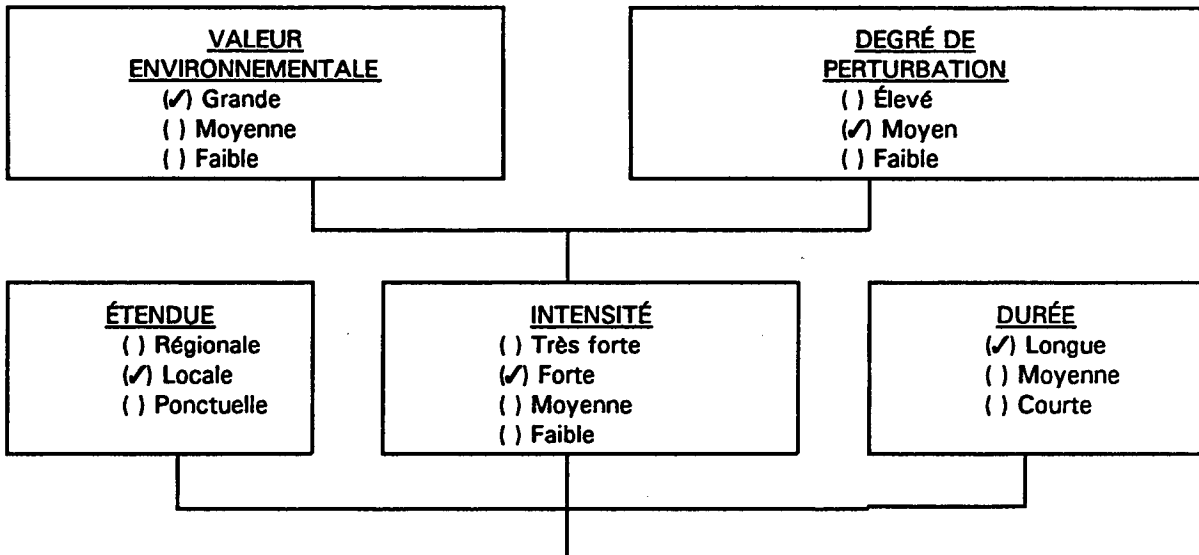 VALEUR
ENVIRONNEMENTALE
(✓) Grande
( ) Moyenne
( ) Faible
DEGRÉ DE
PERTURBATION
( ) Élevé
(✓) Moyen
( ) Faible
ÉTENDUE
( ) Régionale
(✓) Locale
( ) Ponctuelle
INTENSITÉ
( ) Très forte
(✓) Forte
( ) Moyenne
( ) Faible
DURÉE
(✓) Longue
( ) Moyenne
( ) Courte